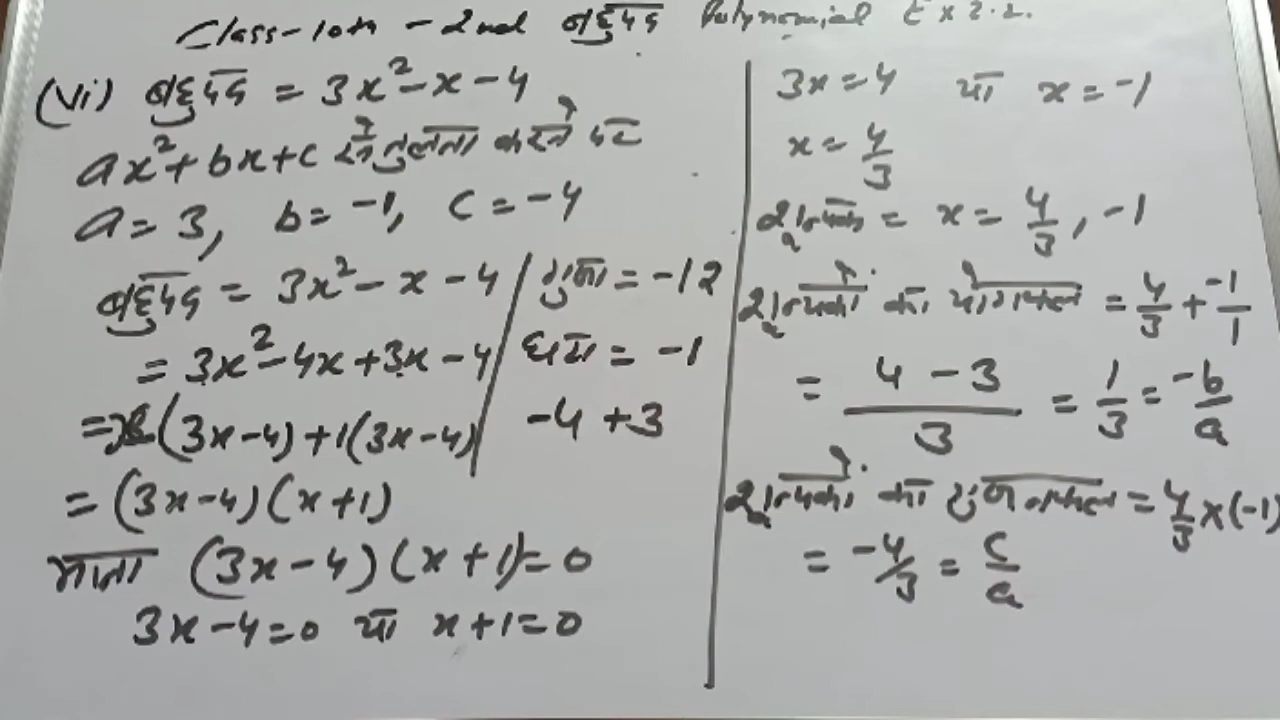 Class-10th - 2nd बहुपद Polynomial Ex 2.2.
(vi) बहुपद = 3x² - x - 4
ax² + bx + c से तुलना करने पर
a = 3, b = -1, c = -4
बहुपद = 3x² - x - 4
= 3x² - 4x + 3x - 4
= x(3x-4) + 1(3x-4)
= (3x-4)(x+1)
माना (3x-4)(x+1) = 0
3x-4=0 या x+1=0
गुणा = -12
योग = -1
-4 +3
3x = 4 या x = -1
x = 4/3
शून्यक = x = 4/3, -1
शून्यकों का योगफल = 4/3 + -1/1
= (4 - 3)/3 = 1/3 = -b/a
शून्यकों का गुणनफल = 4/3 × (-1)
= -4/3 = c/a